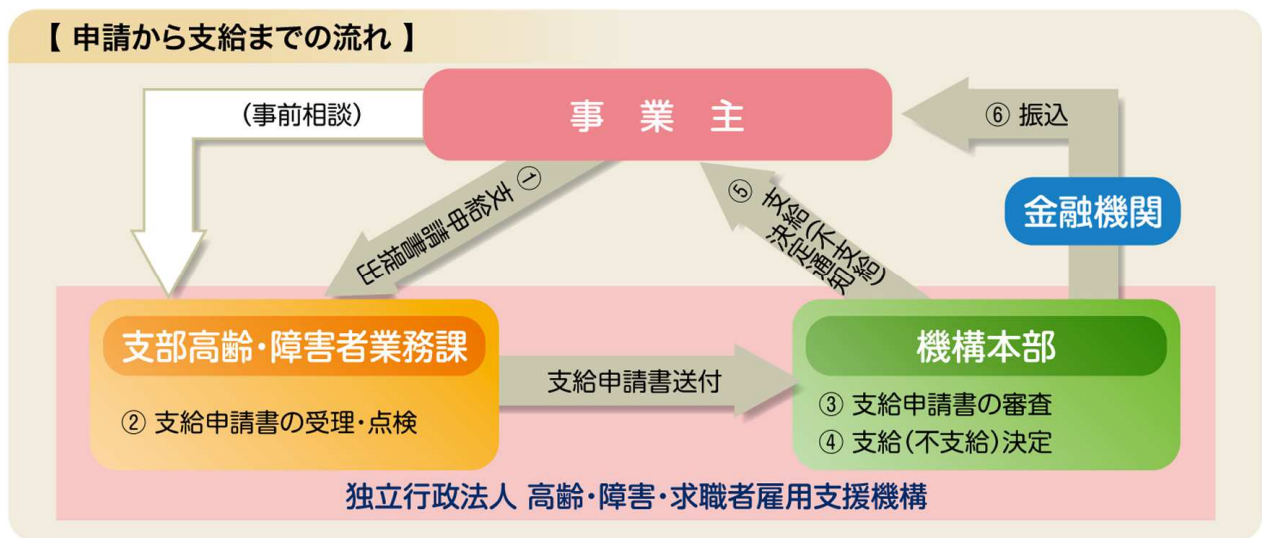 【 申請から支給までの流れ 】
事 業 主
（事前相談）
① 支給申請書提出
⑤ 支給(不支給)
決定通知
⑥ 振込
金融機関
支部高齢・障害者業務課
② 支給申請書の受理・点検
支給申請書送付
機構本部
③ 支給申請書の審査
④ 支給(不支給)決定
独立行政法人 高齢・障害・求職者雇用支援機構